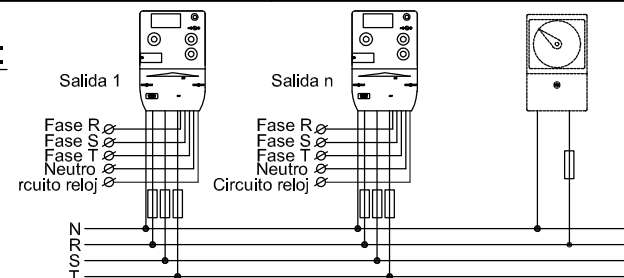 Salida 1
Salida n
Fase R
Fase S
Fase T
Neutro
rcuito reloj
Fase R
Fase S
Fase T
Neutro
Circuito reloj
N
R
S
T